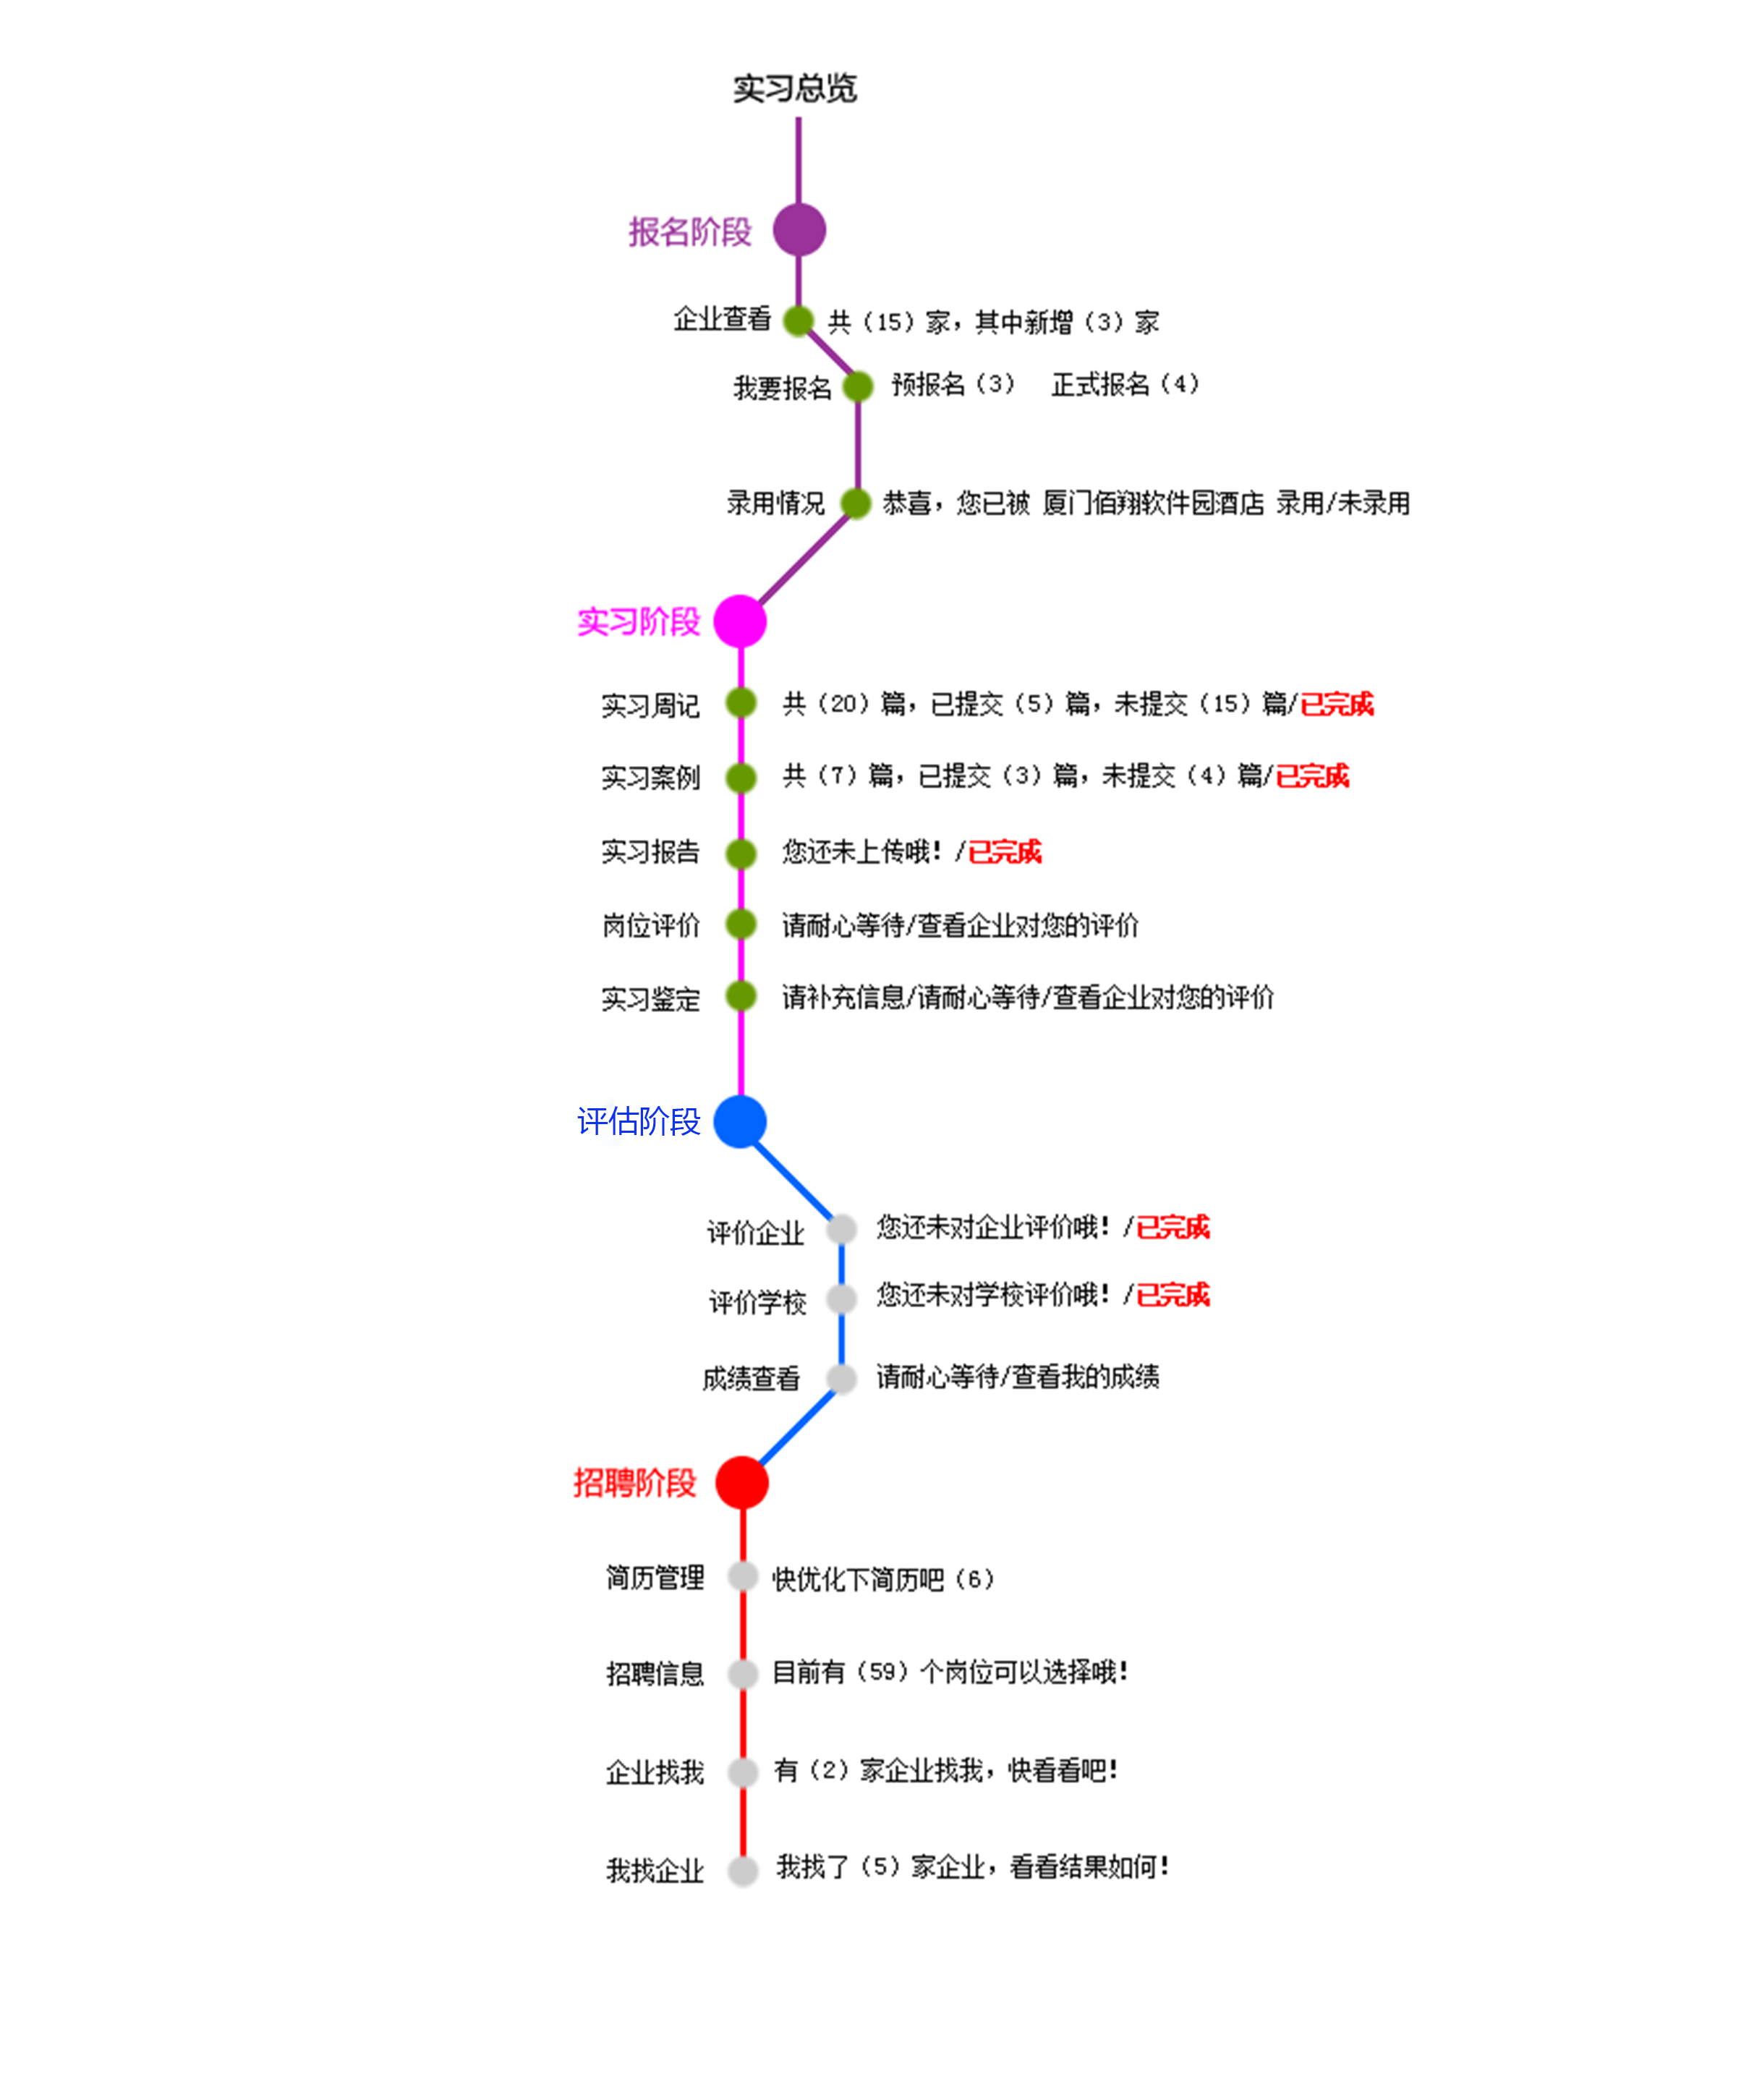 实习总览
报名阶段
企业查看 共（15）家，其中新增（3）家
我要报名 预报名（3） 正式报名（4）
录用情况 恭喜，您已被 厦门佰翔软件园酒店 录用/未录用
实习阶段
实习周记 共（20）篇，已提交（5）篇，未提交（15）篇/已完成
实习案例 共（7）篇，已提交（3）篇，未提交（4）篇/已完成
实习报告 您还未上传哦！/已完成
岗位评价 请耐心等待/查看企业对您的评价
实习鉴定 请补充信息/请耐心等待/查看企业对您的评价
评估阶段
评价企业 您还未对企业评价哦！/已完成
评价学校 您还未对学校评价哦！/已完成
成绩查看 请耐心等待/查看我的成绩
招聘阶段
简历管理 快优化下简历吧（6）
招聘信息 目前有（59）个岗位可以选择哦！
企业找我 有（2）家企业找我，快看看吧！
我找企业 我找了（5）家企业，看看结果如何！